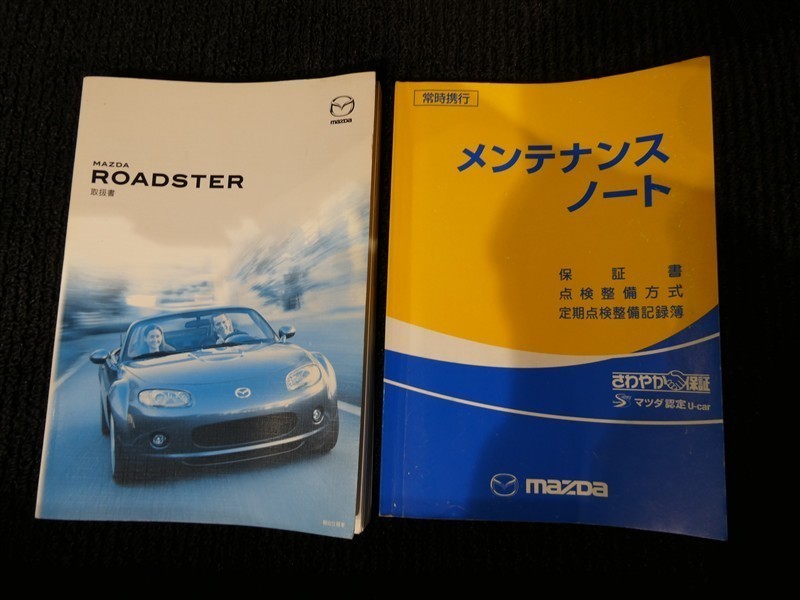 mazda
MAZDA
ROADSTER
取扱書
常時携行
メンテナンス
ノート
保証書
点検整備方式
定期点検整備記録簿
さわやか保証
マツダ認定U-car
mazda